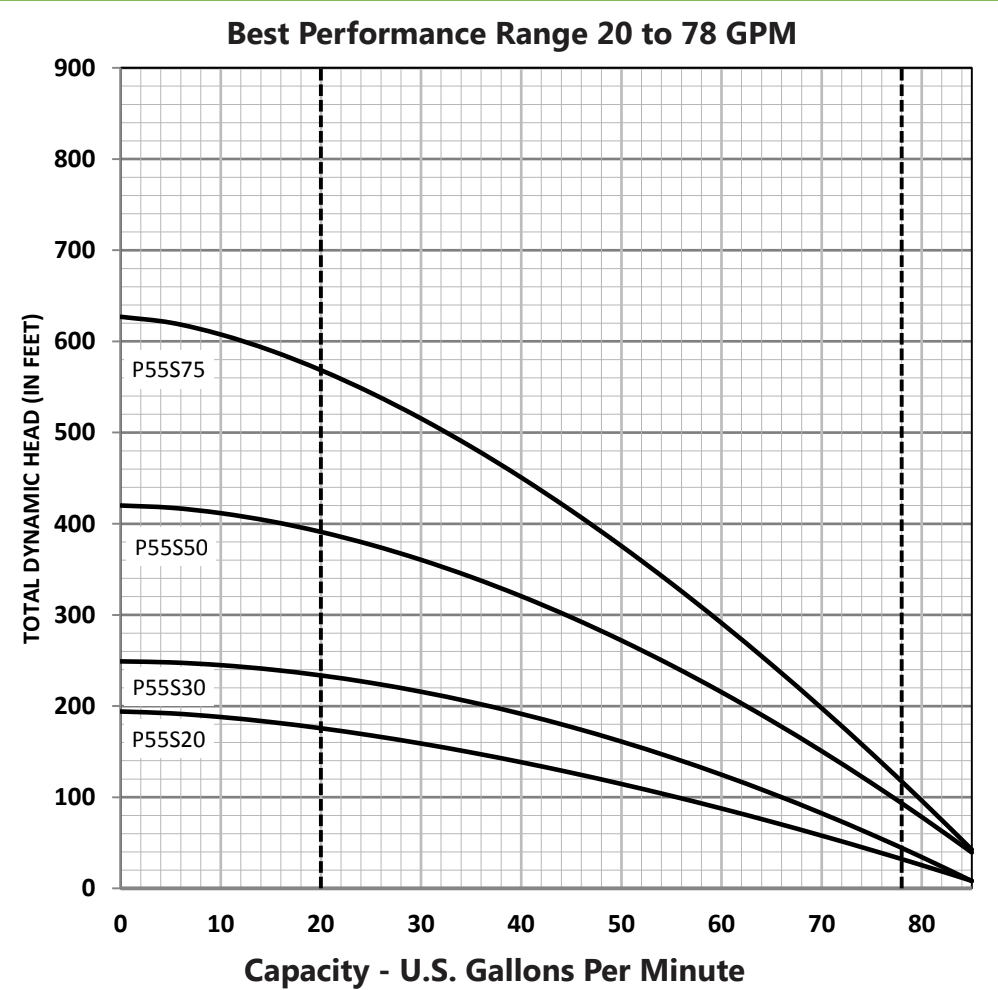 Best Performance Range 20 to 78 GPM
900
800
700
600
500
400
300
200
100
0
TOTAL DYNAMIC HEAD (IN FEET)
P55S75
P55S50
P55S30
P55S20
0 10 20 30 40 50 60 70 80
Capacity - U.S. Gallons Per Minute